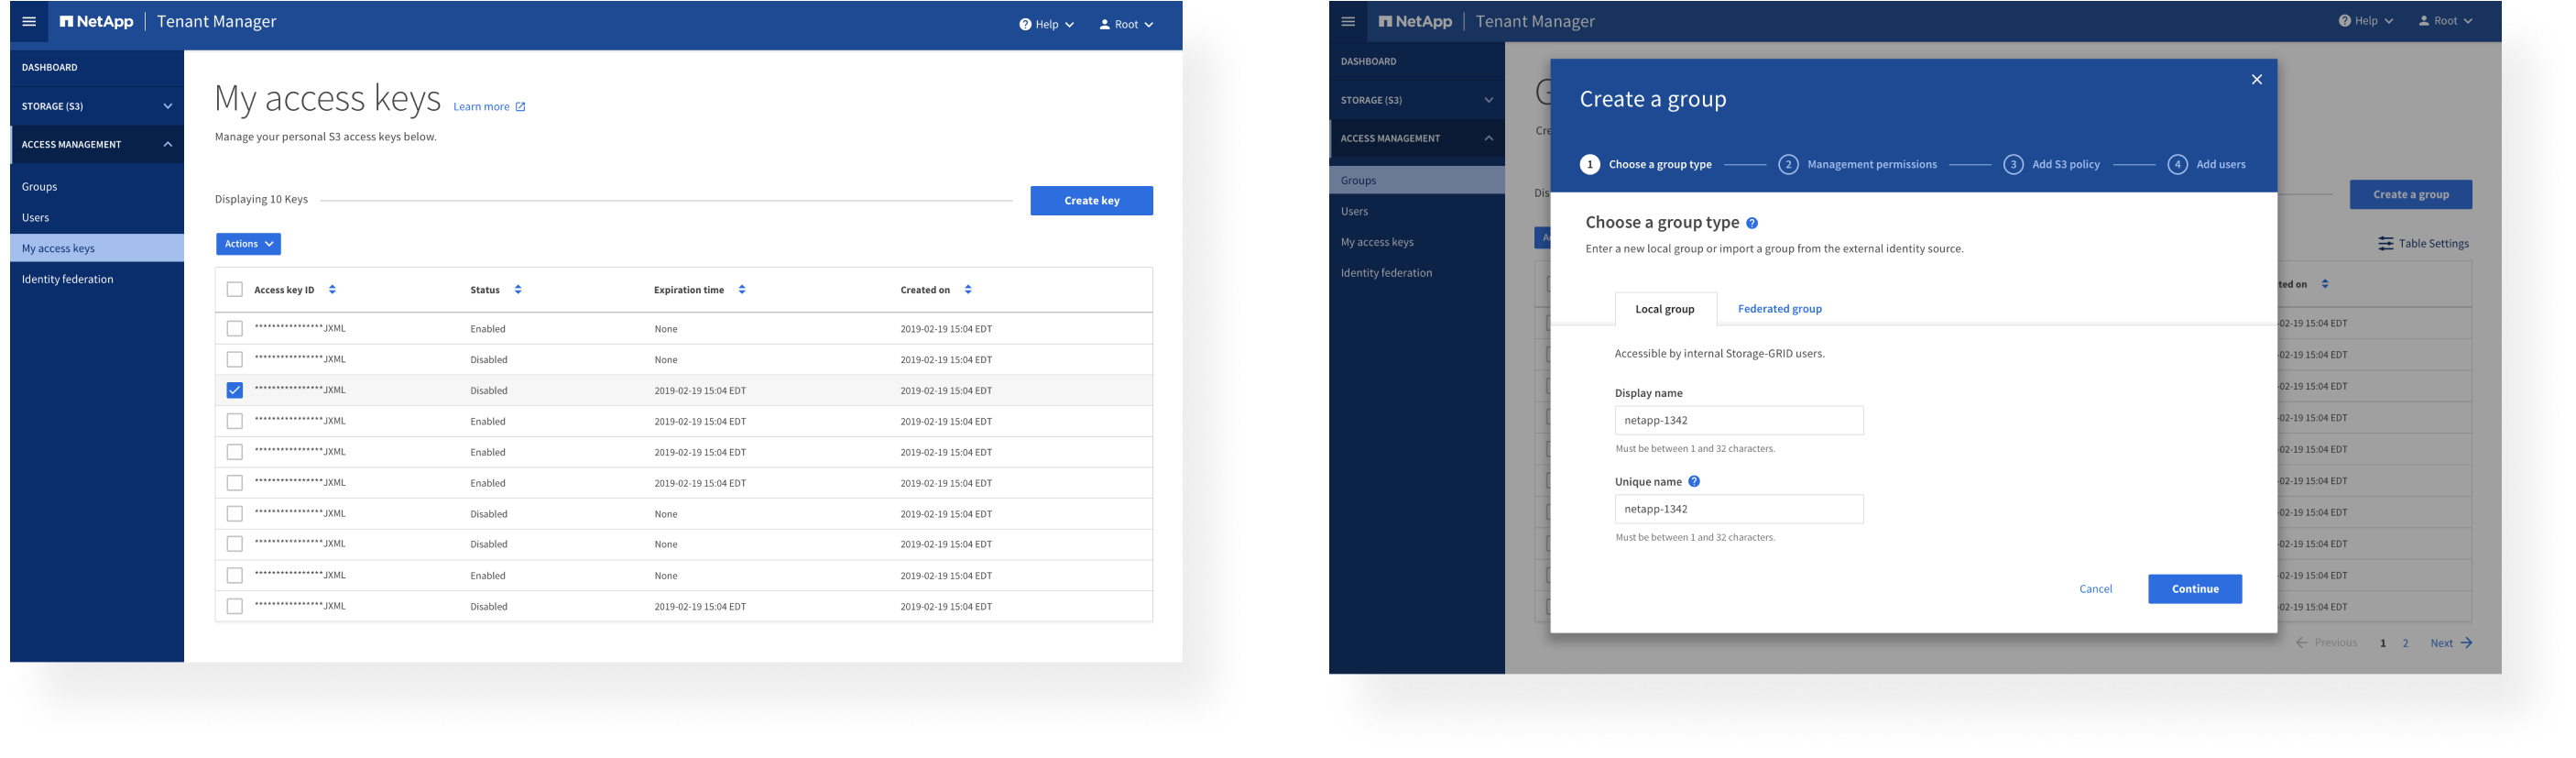 NetApp | Tenant Manager
Help
Root
DASHBOARD
STORAGE (S3)
ACCESS MANAGEMENT
Groups
Users
My access keys
Identity federation
My access keys Learn more
Manage your personal S3 access keys below.
Displaying 10 Keys
Create key
Actions
Access key ID Status Expiration time Created on
****************JXML Enabled None 2019-02-19 15:04 EDT
****************JXML Disabled None 2019-02-19 15:04 EDT
****************JXML Disabled 2019-02-19 15:04 EDT 2019-02-19 15:04 EDT
****************JXML Enabled 2019-02-19 15:04 EDT 2019-02-19 15:04 EDT
****************JXML Enabled 2019-02-19 15:04 EDT 2019-02-19 15:04 EDT
****************JXML Enabled 2019-02-19 15:04 EDT 2019-02-19 15:04 EDT
****************JXML Disabled None 2019-02-19 15:04 EDT
****************JXML Disabled None 2019-02-19 15:04 EDT
****************JXML Enabled None 2019-02-19 15:04 EDT
****************JXML Disabled 2019-02-19 15:04 EDT 2019-02-19 15:04 EDT
NetApp | Tenant Manager
Help
Root
DASHBOARD
STORAGE (S3)
ACCESS MANAGEMENT
Groups
Users
My access keys
Identity federation
Create a group
1 Choose a group type 2 Management permissions 3 Add S3 policy 4 Add users
Choose a group type
Enter a new local group or import a group from the external identity source.
Local group Federated group
Accessible by internal Storage-GRID users.
Display name
netapp-1342
Must be between 1 and 32 characters.
Unique name
netapp-1342
Must be between 1 and 32 characters.
Cancel Continue
Create a group
Table Settings
ted on
-02-19 15:04 EDT
-02-19 15:04 EDT
-02-19 15:04 EDT
-02-19 15:04 EDT
-02-19 15:04 EDT
-02-19 15:04 EDT
-02-19 15:04 EDT
-02-19 15:04 EDT
-02-19 15:04 EDT
-02-19 15:04 EDT
Previous 1 2 Next